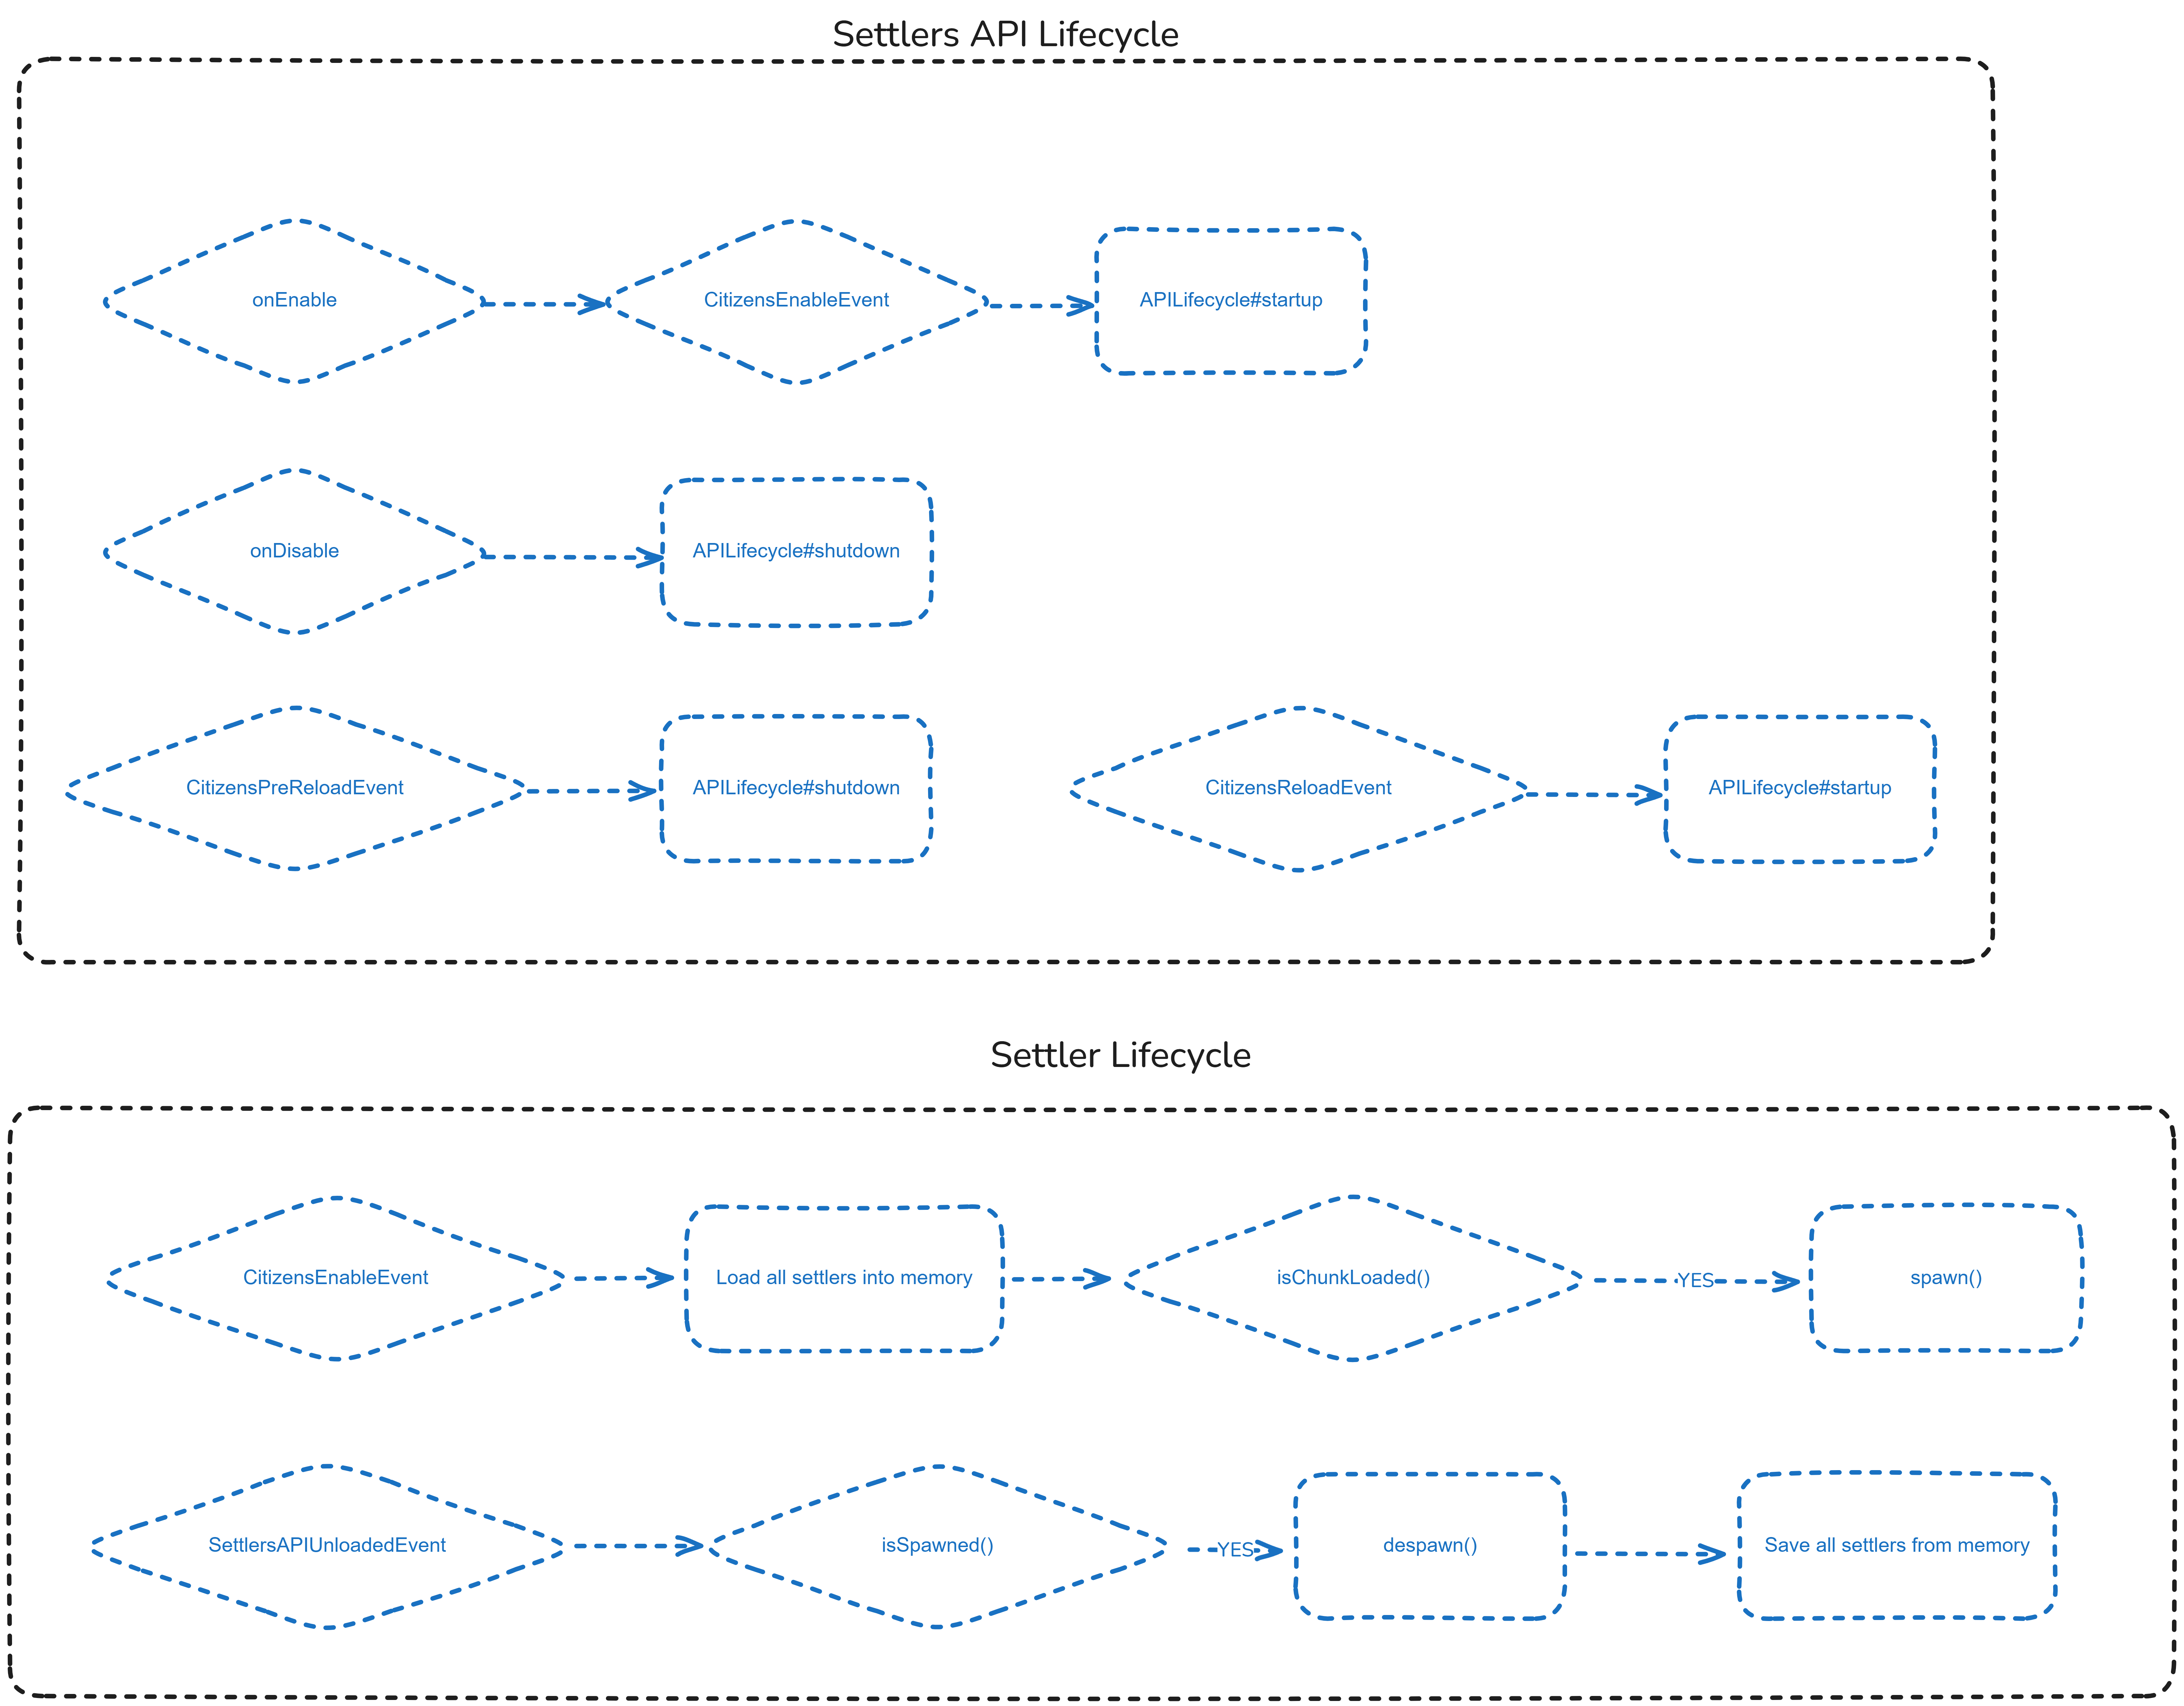 Settlers API Lifecycle
onEnable
CitizensEnableEvent
APILifecycle#startup
onDisable
APILifecycle#shutdown
CitizensPreReloadEvent
APILifecycle#shutdown
CitizensReloadEvent
APILifecycle#startup
Settler Lifecycle
CitizensEnableEvent
Load all settlers into memory
isChunkLoaded()
YES
spawn()
SettlersAPIUnloadedEvent
isSpawned()
YES
despawn()
Save all settlers from memory